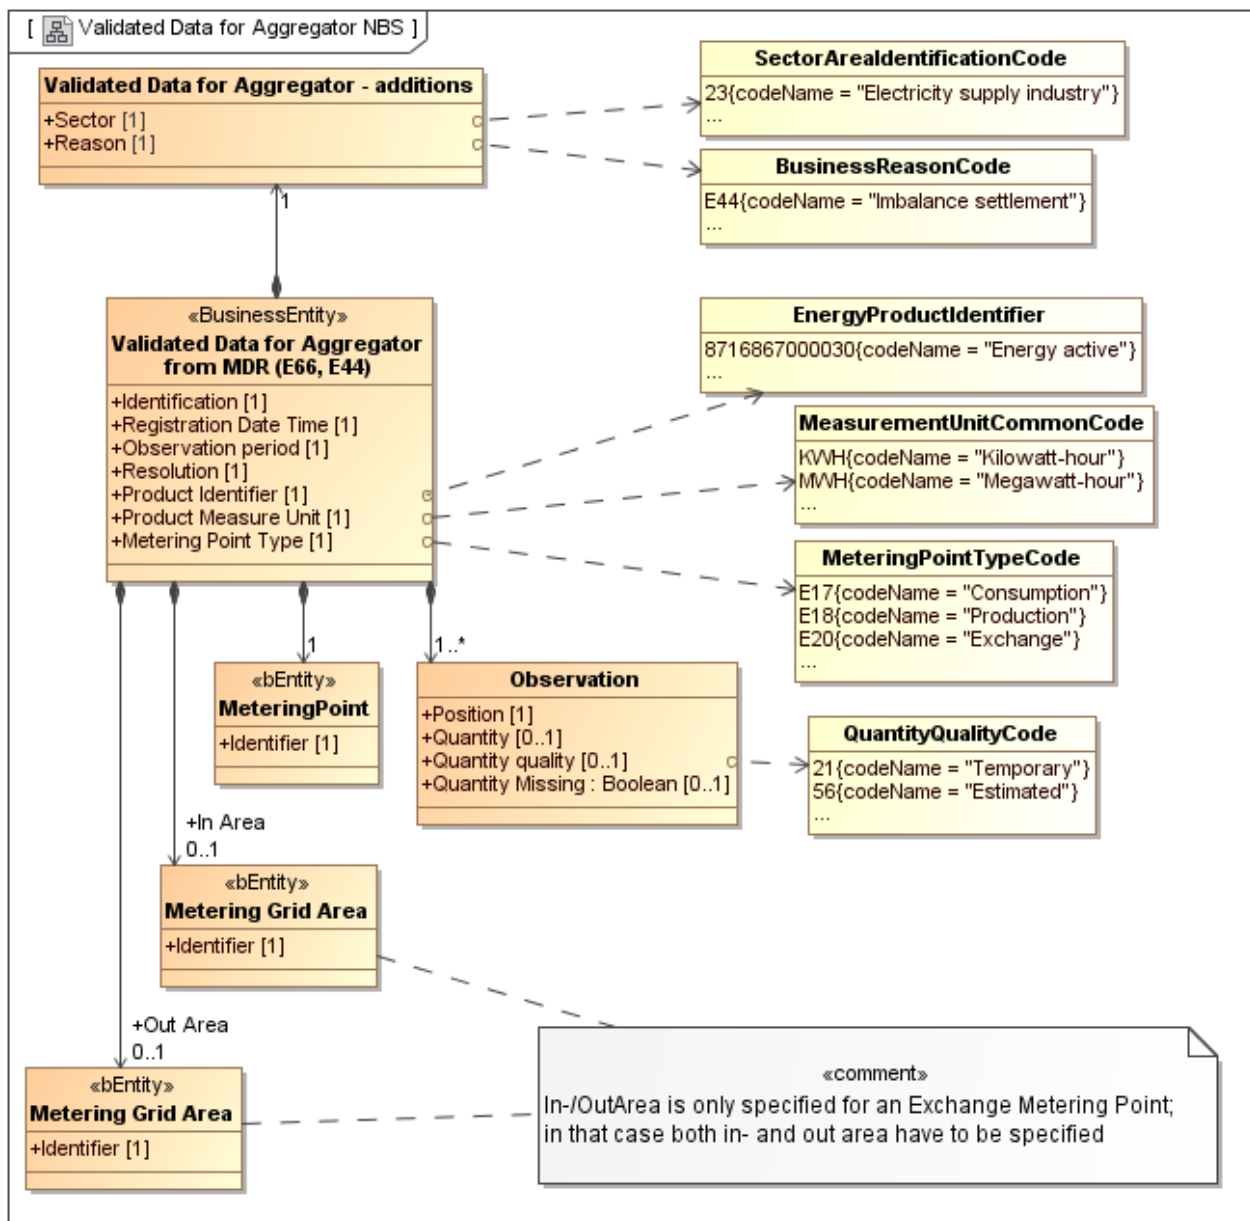 [ Validated Data for Aggregator NBS ]
Validated Data for Aggregator - additions
+Sector [1]
+Reason [1]
SectorAreaIdentificationCode
23{codeName = "Electricity supply industry"}
...
BusinessReasonCode
E44{codeName = "Imbalance settlement"}
...
1
«BusinessEntity»
Validated Data for Aggregator
from MDR (E66, E44)
+Identification [1]
+Registration Date Time [1]
+Observation period [1]
+Resolution [1]
+Product Identifier [1]
+Product Measure Unit [1]
+Metering Point Type [1]
EnergyProductIdentifier
8716867000030{codeName = "Energy active"}
...
MeasurementUnitCommonCode
KWH{codeName = "Kilowatt-hour"}
MWH{codeName = "Megawatt-hour"}
...
MeteringPointTypeCode
E17{codeName = "Consumption"}
E18{codeName = "Production"}
E20{codeName = "Exchange"}
...
1
1..*
«bEntity»
MeteringPoint
+Identifier [1]
Observation
+Position [1]
+Quantity [0..1]
+Quantity quality [0..1]
+Quantity Missing : Boolean [0..1]
QuantityQualityCode
21{codeName = "Temporary"}
56{codeName = "Estimated"}
...
+In Area
0..1
«bEntity»
Metering Grid Area
+Identifier [1]
+Out Area
0..1
«bEntity»
Metering Grid Area
+Identifier [1]
«comment»
In-/OutArea is only specified for an Exchange Metering Point;
in that case both in- and out area have to be specified